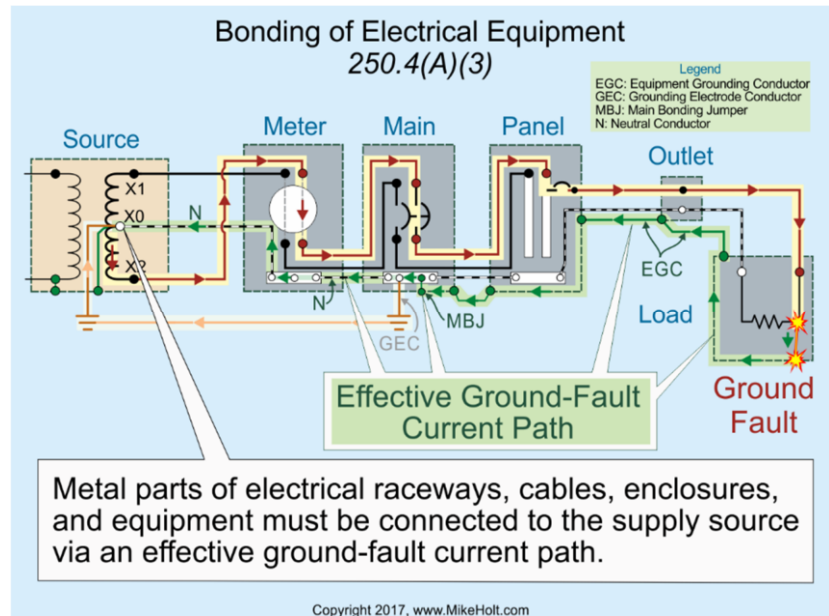 Bonding of Electrical Equipment
250.4(A)(3)
Legend
EGC: Equipment Grounding Conductor
GEC: Grounding Electrode Conductor
MBJ: Main Bonding Jumper
N: Neutral Conductor
Source
Meter
Main
Panel
Outlet
X1
X0
X2
N
N
MBJ
GEC
EGC
Load
Ground
Fault
Effective Ground-Fault
Current Path
Metal parts of electrical raceways, cables, enclosures,
and equipment must be connected to the supply source
via an effective ground-fault current path.
Copyright 2017, www.MikeHolt.com